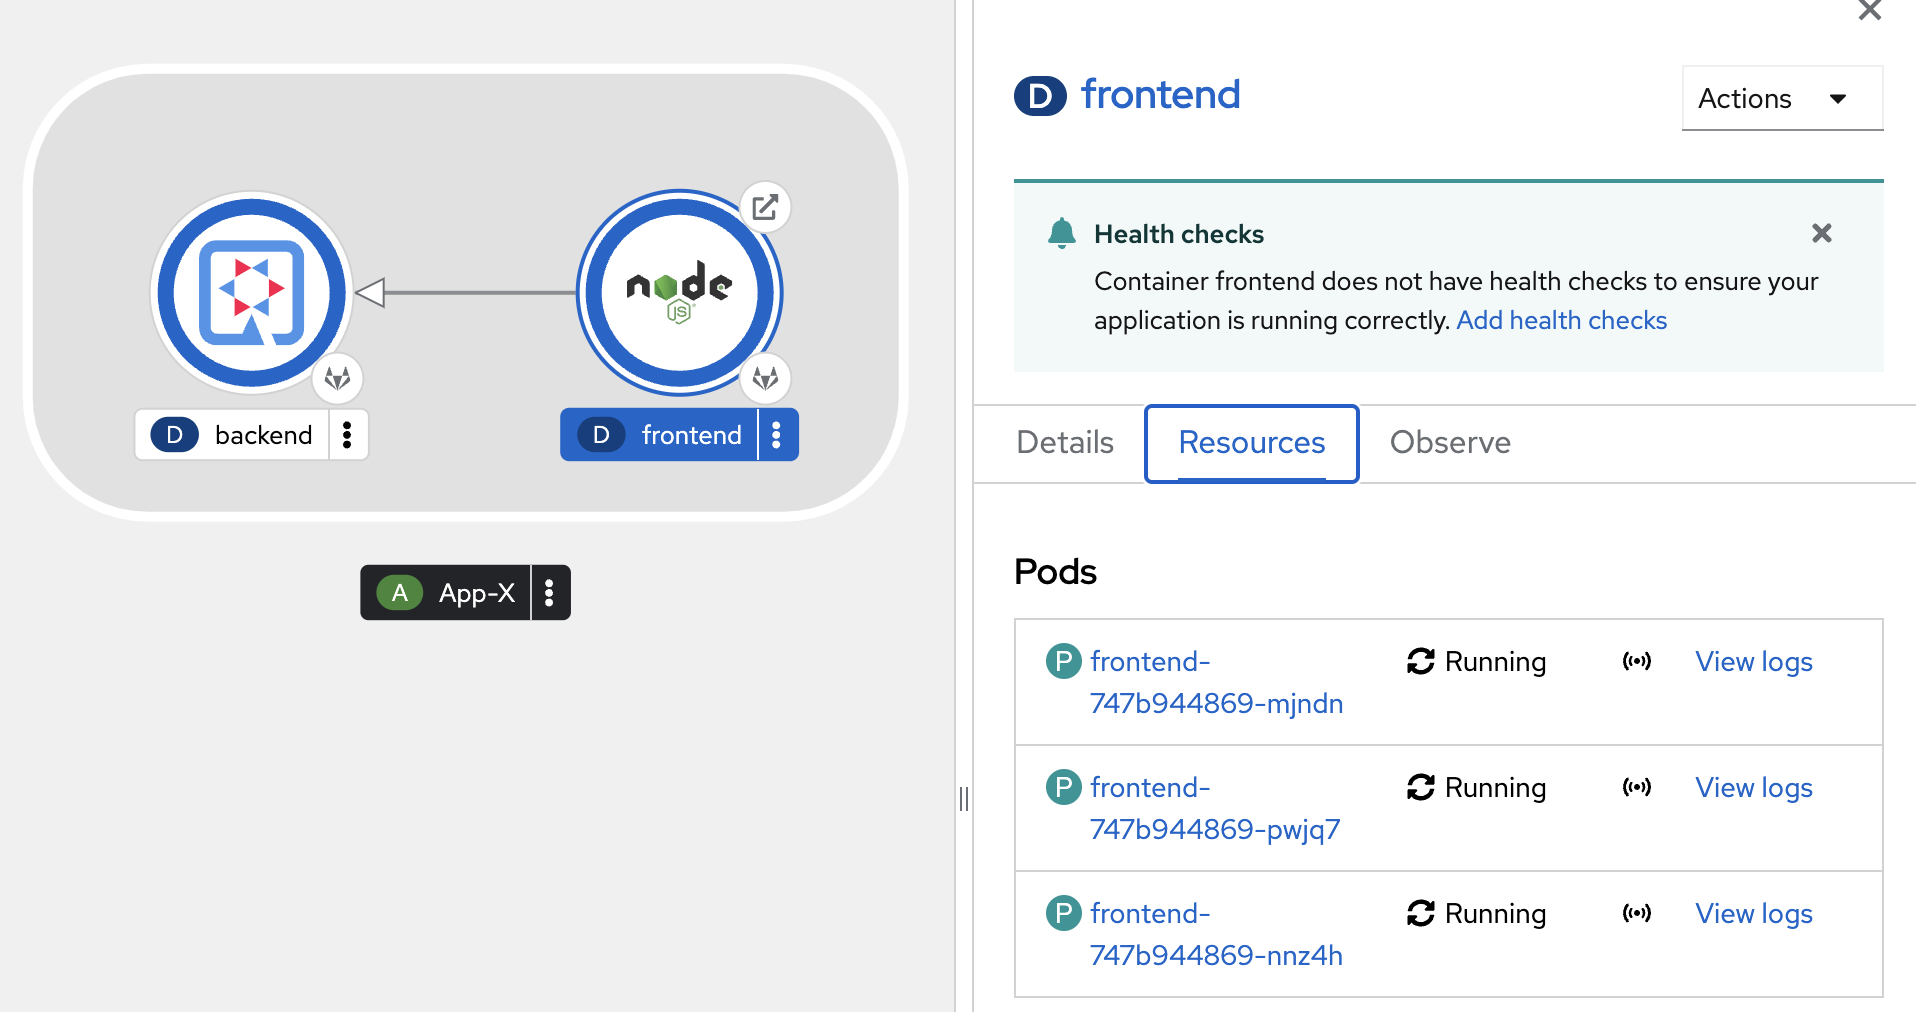 node
JS
D backend
D frontend
A App-X
D frontend
Actions
Health checks
Container frontend does not have health checks to ensure your
application is running correctly. Add health checks
Details Resources Observe
Pods
P frontend- Running View logs
747b944869-mjndn
P frontend- Running View logs
747b944869-pwjq7
P frontend- Running View logs
747b944869-nnz4h